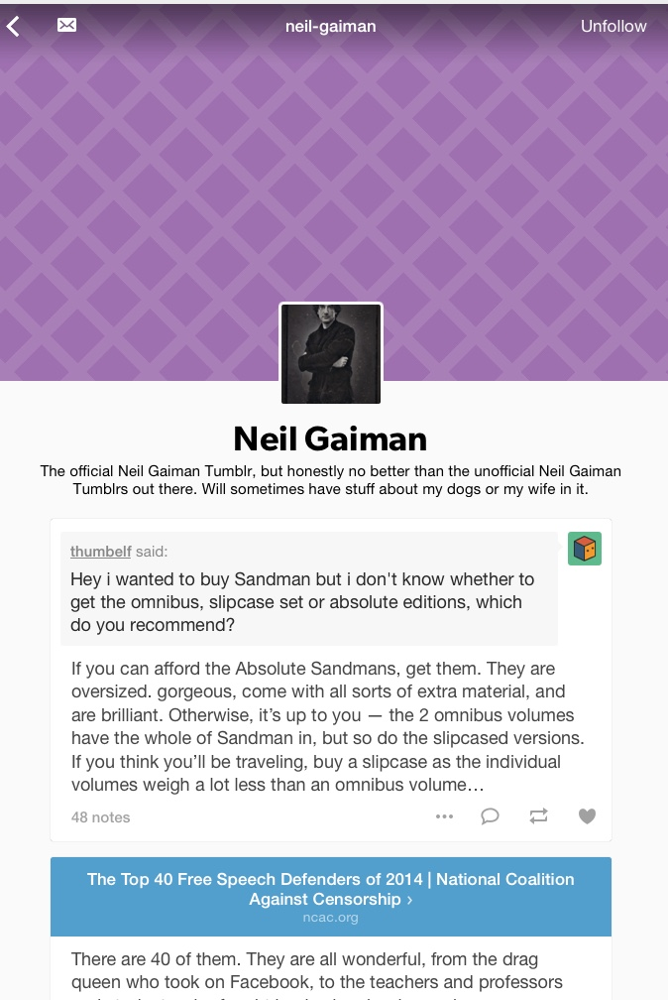 neil-gaiman
Unfollow
Neil Gaiman
The official Neil Gaiman Tumblr, but honestly no better than the unofficial Neil Gaiman
Tumblrs out there. Will sometimes have stuff about my dogs or my wife in it.
thumbelf said:
Hey i wanted to buy Sandman but i don't know whether to
get the omnibus, slipcase set or absolute editions, which
do you recommend?
If you can afford the Absolute Sandmans, get them. They are
oversized. gorgeous, come with all sorts of extra material, and
are brilliant. Otherwise, it's up to you — the 2 omnibus volumes
have the whole of Sandman in, but so do the slipcased versions.
If you think you'll be traveling, buy a slipcase as the individual
volumes weigh a lot less than an omnibus volume…
48 notes
The Top 40 Free Speech Defenders of 2014 | National Coalition
Against Censorship ›
ncac.org
There are 40 of them. They are all wonderful, from the drag
queen who took on Facebook, to the teachers and professors